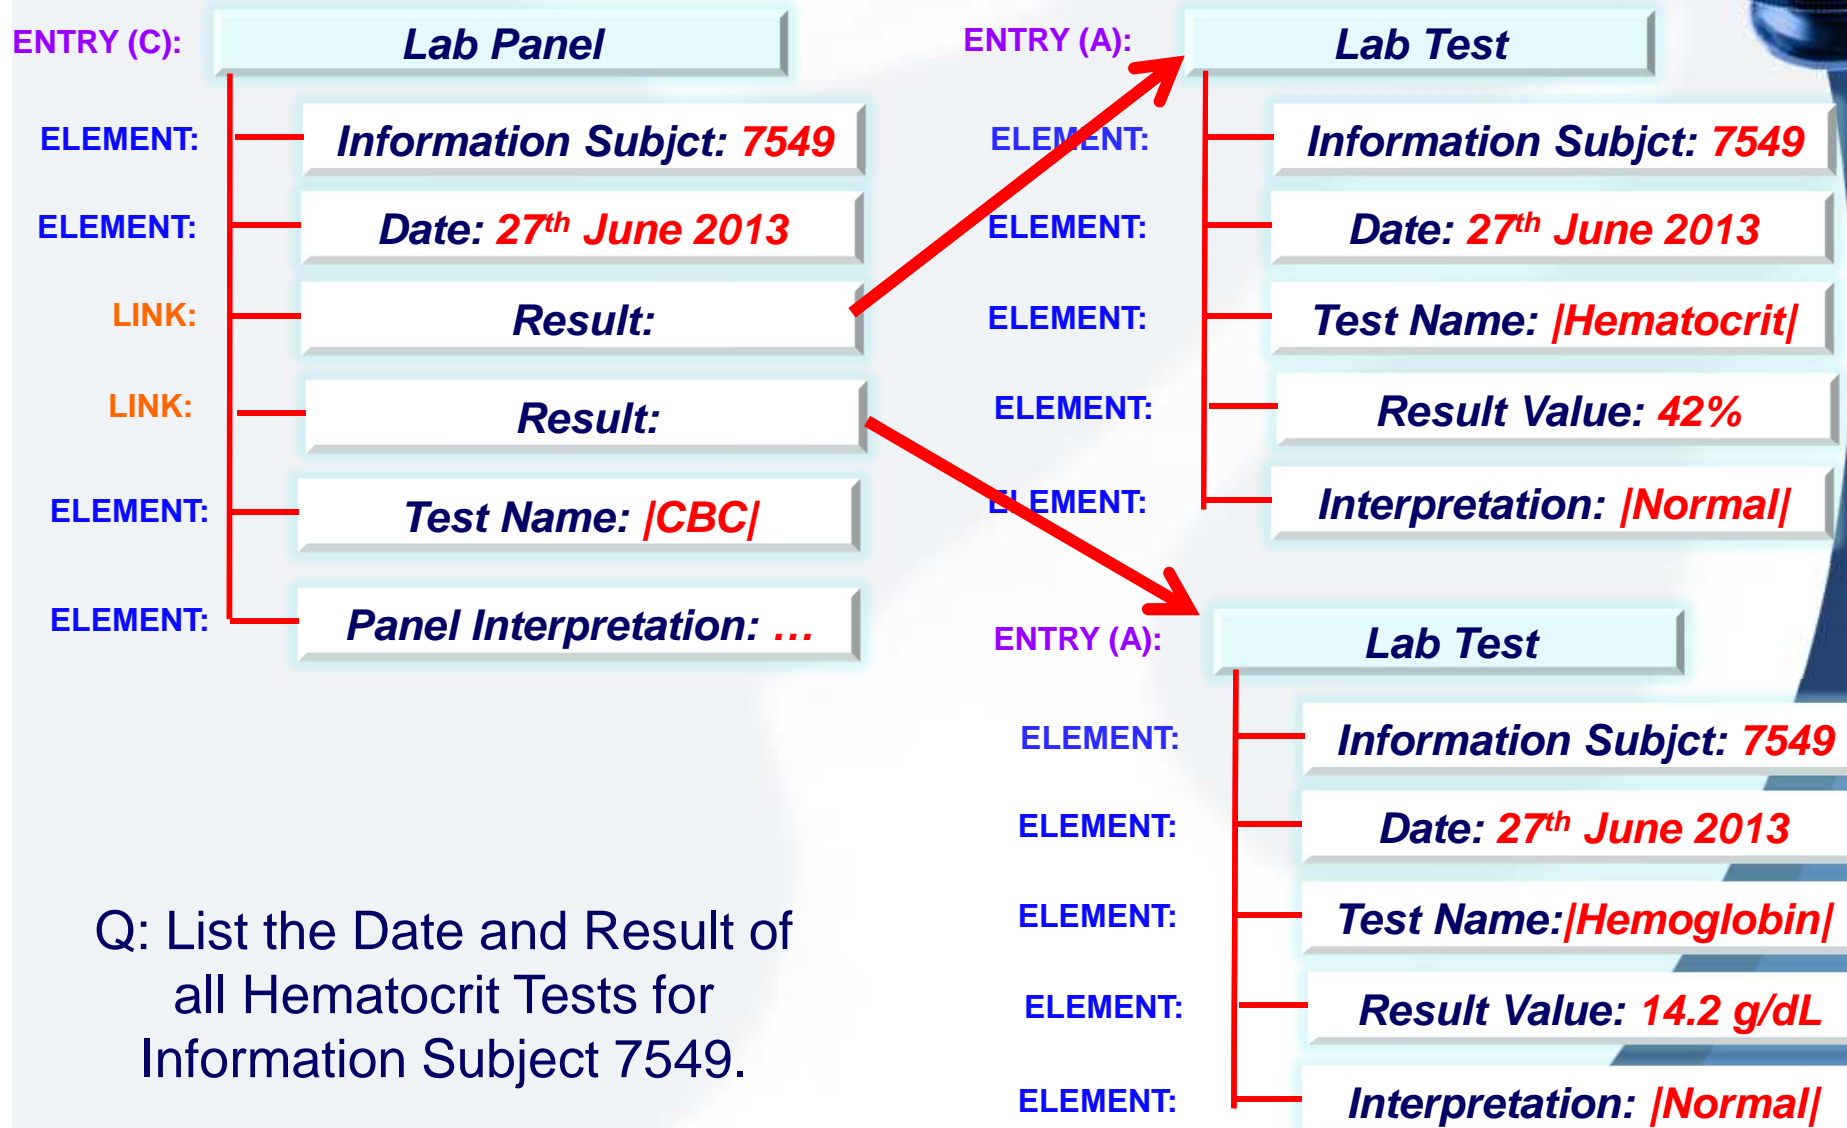 ENTRY (C): Lab Panel
ELEMENT: Information Subjct: 7549
ELEMENT: Date: 27th June 2013
LINK: Result:
LINK: Result:
ELEMENT: Test Name: |CBC|
ELEMENT: Panel Interpretation: …
ENTRY (A): Lab Test
ELEMENT: Information Subjct: 7549
ELEMENT: Date: 27th June 2013
ELEMENT: Test Name: |Hematocrit|
ELEMENT: Result Value: 42%
ELEMENT: Interpretation: |Normal|
ENTRY (A): Lab Test
ELEMENT: Information Subjct: 7549
ELEMENT: Date: 27th June 2013
ELEMENT: Test Name:|Hemoglobin|
ELEMENT: Result Value: 14.2 g/dL
ELEMENT: Interpretation: |Normal|
Q: List the Date and Result of
all Hematocrit Tests for
Information Subject 7549.